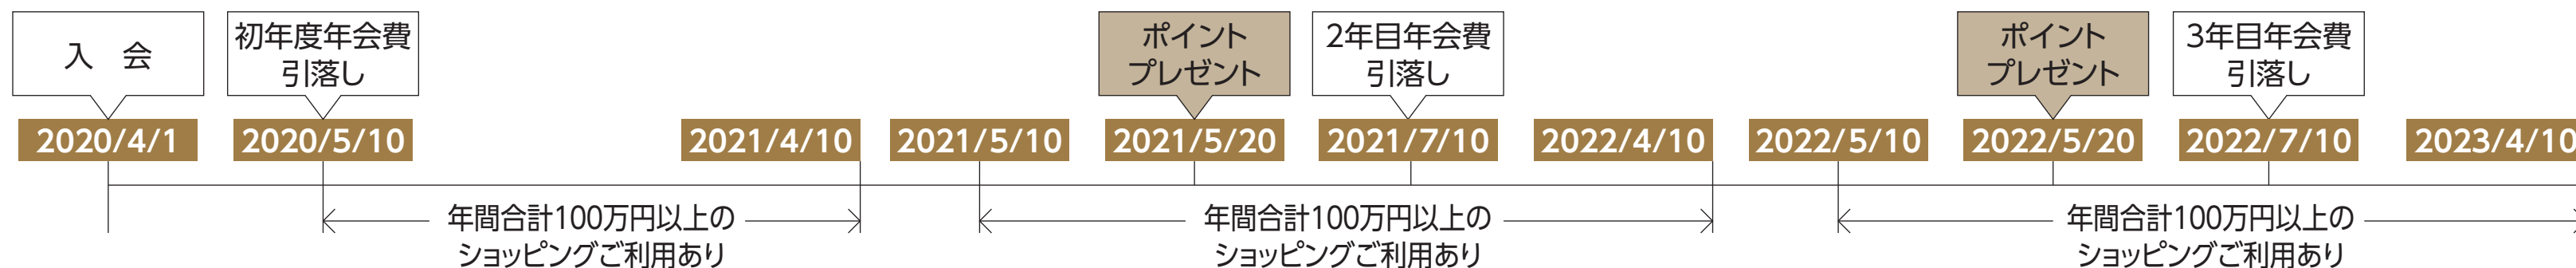 入 会
初年度年会費
引落し
ポイント
プレゼント
2年目年会費
引落し
ポイント
プレゼント
3年目年会費
引落し
2020/4/1
2020/5/10
2021/4/10
2021/5/10
2021/5/20
2021/7/10
2022/4/10
2022/5/10
2022/5/20
2022/7/10
2023/4/10
年間合計100万円以上の
ショッピングご利用あり
年間合計100万円以上の
ショッピングご利用あり
年間合計100万円以上の
ショッピングご利用あり